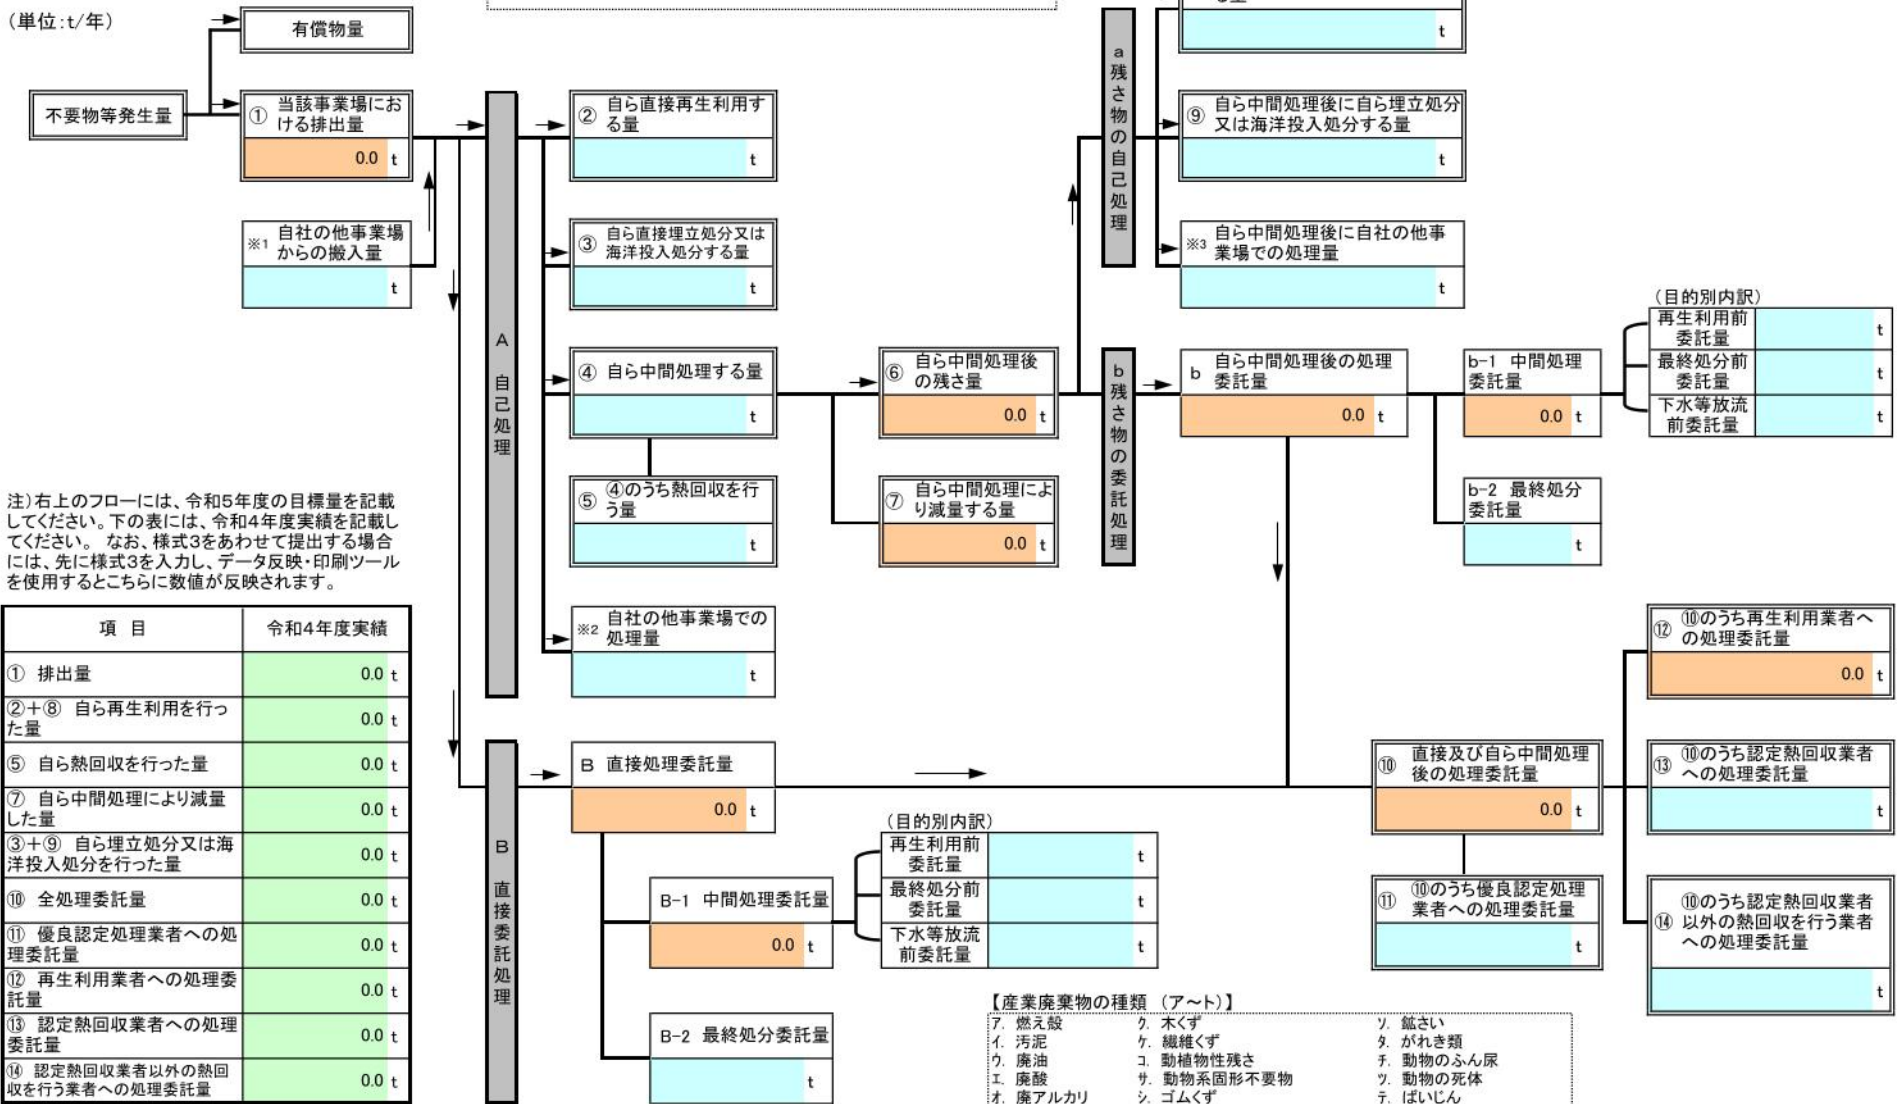 (単位:t/年)
有償物量
不要物等発生量
① 当該事業場にお
ける排出量
0.0 t
※1 自社の他事業場
からの搬入量
t
A 自己処理
② 自ら直接再生利用す
る量
t
③ 自ら直接埋立処分又は
海洋投入処分する量
t
④ 自ら中間処理する量
t
⑤ ④のうち熱回収を行
う量
t
※2 自社の他事業場での
処理量
t
⑥ 自ら中間処理後
の残さ量
0.0 t
⑦ 自ら中間処理によ
り減量する量
0.0 t
a 残さ物の自己処理
t
⑨ 自ら中間処理後に自ら埋立処分
又は海洋投入処分する量
t
※3 自ら中間処理後に自社の他事
業場での処理量
t
b 残さ物の委託処理
b 自ら中間処理後の処理
委託量
0.0 t
b-1 中間処理
委託量
0.0 t
(目的別内訳)
再生利用前
委託量
t
最終処分前
委託量
t
下水等放流
前委託量
t
b-2 最終処分
委託量
t
注)右上のフローには、令和5年度の目標量を記載
してください。下の表には、令和4年度実績を記載し
てください。 なお、様式3をあわせて提出する場合
には、先に様式3を入力し、データ反映・印刷ツール
を使用するとこちらに数値が反映されます。
項 目 令和4年度実績
① 排出量 0.0 t
②+⑧ 自ら再生利用を行っ
た量 0.0 t
⑤ 自ら熱回収を行った量 0.0 t
⑦ 自ら中間処理により減量
した量 0.0 t
③+⑨ 自ら埋立処分又は海
洋投入処分を行った量 0.0 t
⑩ 全処理委託量 0.0 t
⑪ 優良認定処理業者への処
理委託量 0.0 t
⑫ 再生利用業者への処理委
託量 0.0 t
⑬ 認定熱回収業者への処理
委託量 0.0 t
⑭ 認定熱回収業者以外の熱回
収を行う業者への処理委託量 0.0 t
B 直接委託処理
B 直接処理委託量
0.0 t
B-1 中間処理委託量
0.0 t
(目的別内訳)
再生利用前
委託量
t
最終処分前
委託量
t
下水等放流
前委託量
t
B-2 最終処分委託量
t
⑩ 直接及び自ら中間処理
後の処理委託量
0.0 t
⑪ ⑩のうち優良認定処理
業者への処理委託量
t
⑫ ⑩のうち再生利用業者へ
の処理委託量
0.0 t
⑬ ⑩のうち認定熱回収業者
への処理委託量
t
⑭ ⑩のうち認定熱回収業者
以外の熱回収を行う業者
への処理委託量
t
【産業廃棄物の種類 (ア~ト)】
ア. 燃え殻 ク. 木くず ソ. 鉱さい
イ. 汚泥 ケ. 繊維くず タ. がれき類
ウ. 廃油 コ. 動植物性残さ チ. 動物のふん尿
エ. 廃酸 サ. 動物系固形不要物 ツ. 動物の死体
オ. 廃アルカリ シ. ゴムくず テ. ばいじん